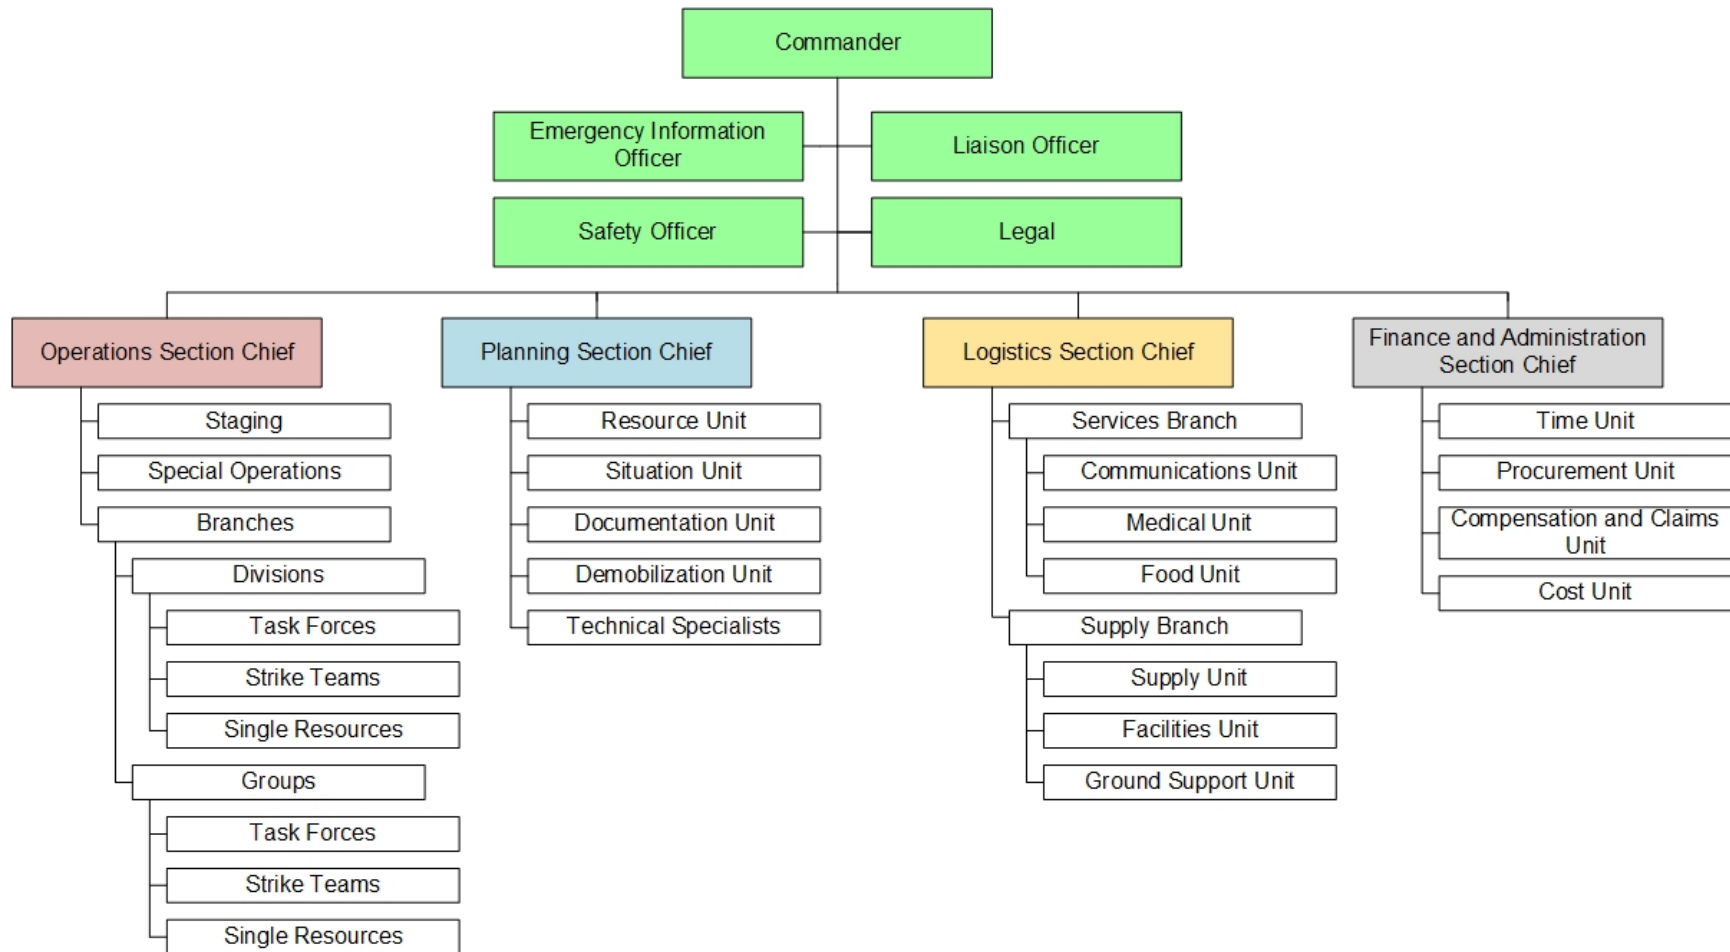 Commander
Emergency Information
Officer
Liaison Officer
Safety Officer
Legal
Operations Section Chief
Staging
Special Operations
Branches
Divisions
Task Forces
Strike Teams
Single Resources
Groups
Task Forces
Strike Teams
Single Resources
Planning Section Chief
Resource Unit
Situation Unit
Documentation Unit
Demobilization Unit
Technical Specialists
Logistics Section Chief
Services Branch
Communications Unit
Medical Unit
Food Unit
Supply Branch
Supply Unit
Facilities Unit
Ground Support Unit
Finance and Administration
Section Chief
Time Unit
Procurement Unit
Compensation and Claims
Unit
Cost Unit